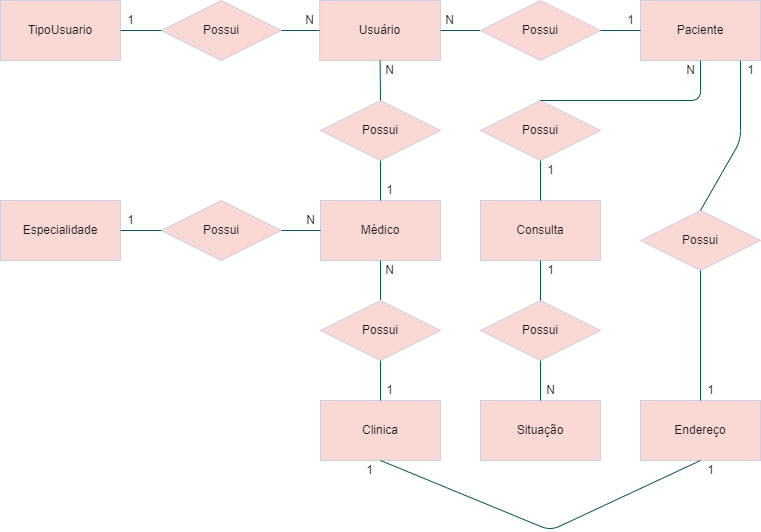 TipoUsuario 1 Possui N Usuário N Possui 1 Paciente
N N 1
Possui Possui
1 1
Especialidade 1 Possui N Médico Consulta Possui
N 1
Possui Possui
1 N 1
Clinica Situação Endereço
1 1